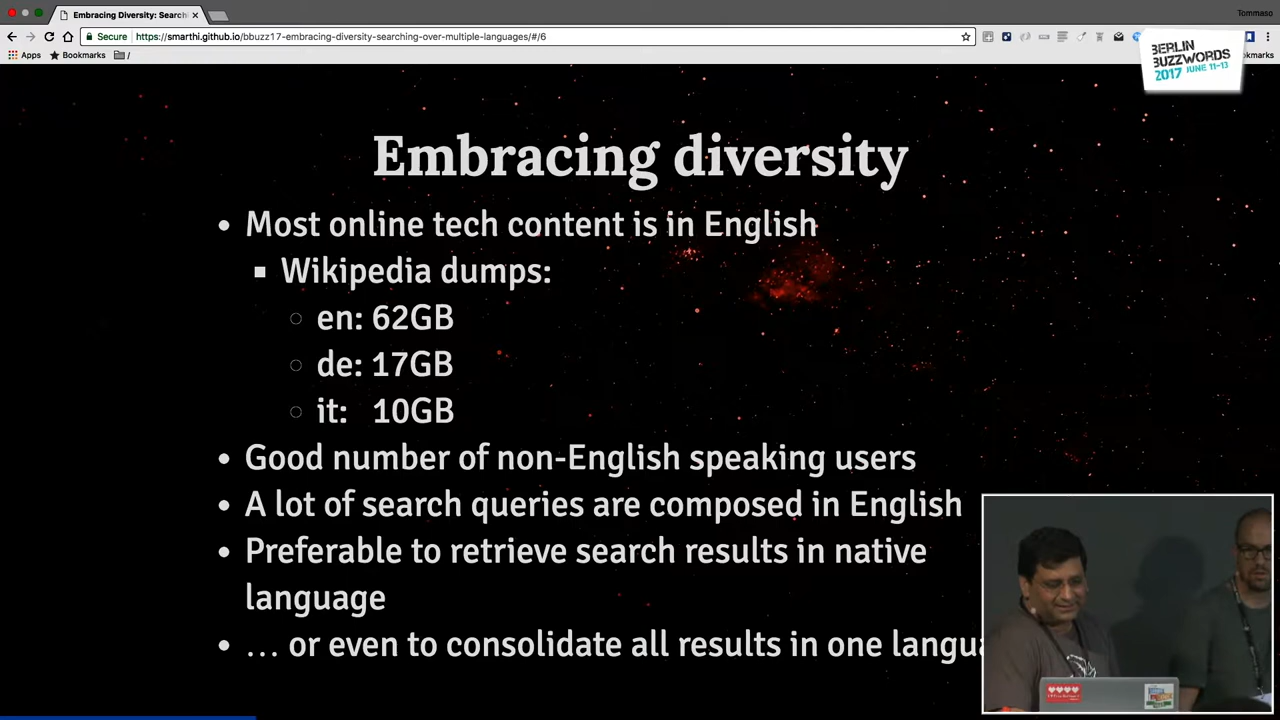 Embracing Diversity: Search
Tommaso
Secure https://smarthi.github.io/bbuzz17-embracing-diversity-searching-over-multiple-languages/#/6
Apps Bookmarks /
BERLIN
BUZZWORDS
2017 JUNE 11-13
Embracing diversity
Most online tech content is in English
Wikipedia dumps:
en: 62GB
de: 17GB
it: 10GB
Good number of non-English speaking users
A lot of search queries are composed in English
Preferable to retrieve search results in native
language
… or even to consolidate all results in one langua